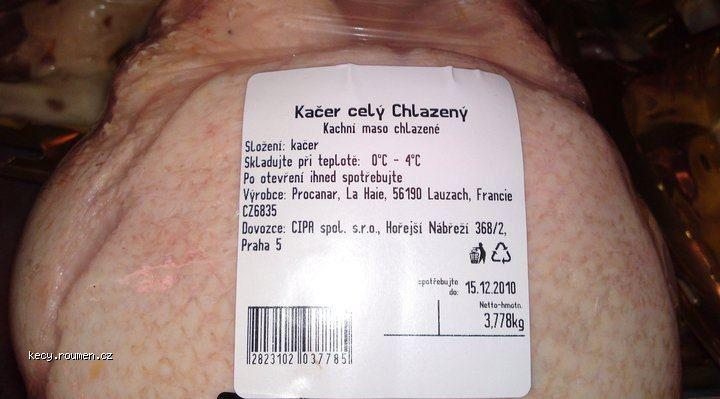 Kačer celý Chlazený
Kachní maso chlazené
Složení: kačer
Skladujte při teplotě: 0°C - 4°C
Po otevření ihned spotřebujte
Výrobce: Procanar, La Haie, 56190 Lauzach, Francie
CZ6835
Dovozce: CIPA spol. s.r.o., Hořejší Nábřeží 368/2,
Praha 5
spotřebujte
do: 15.12.2010
Netto-hmotn.
3,778kg
2823102 037785
kecy.roumen.cz